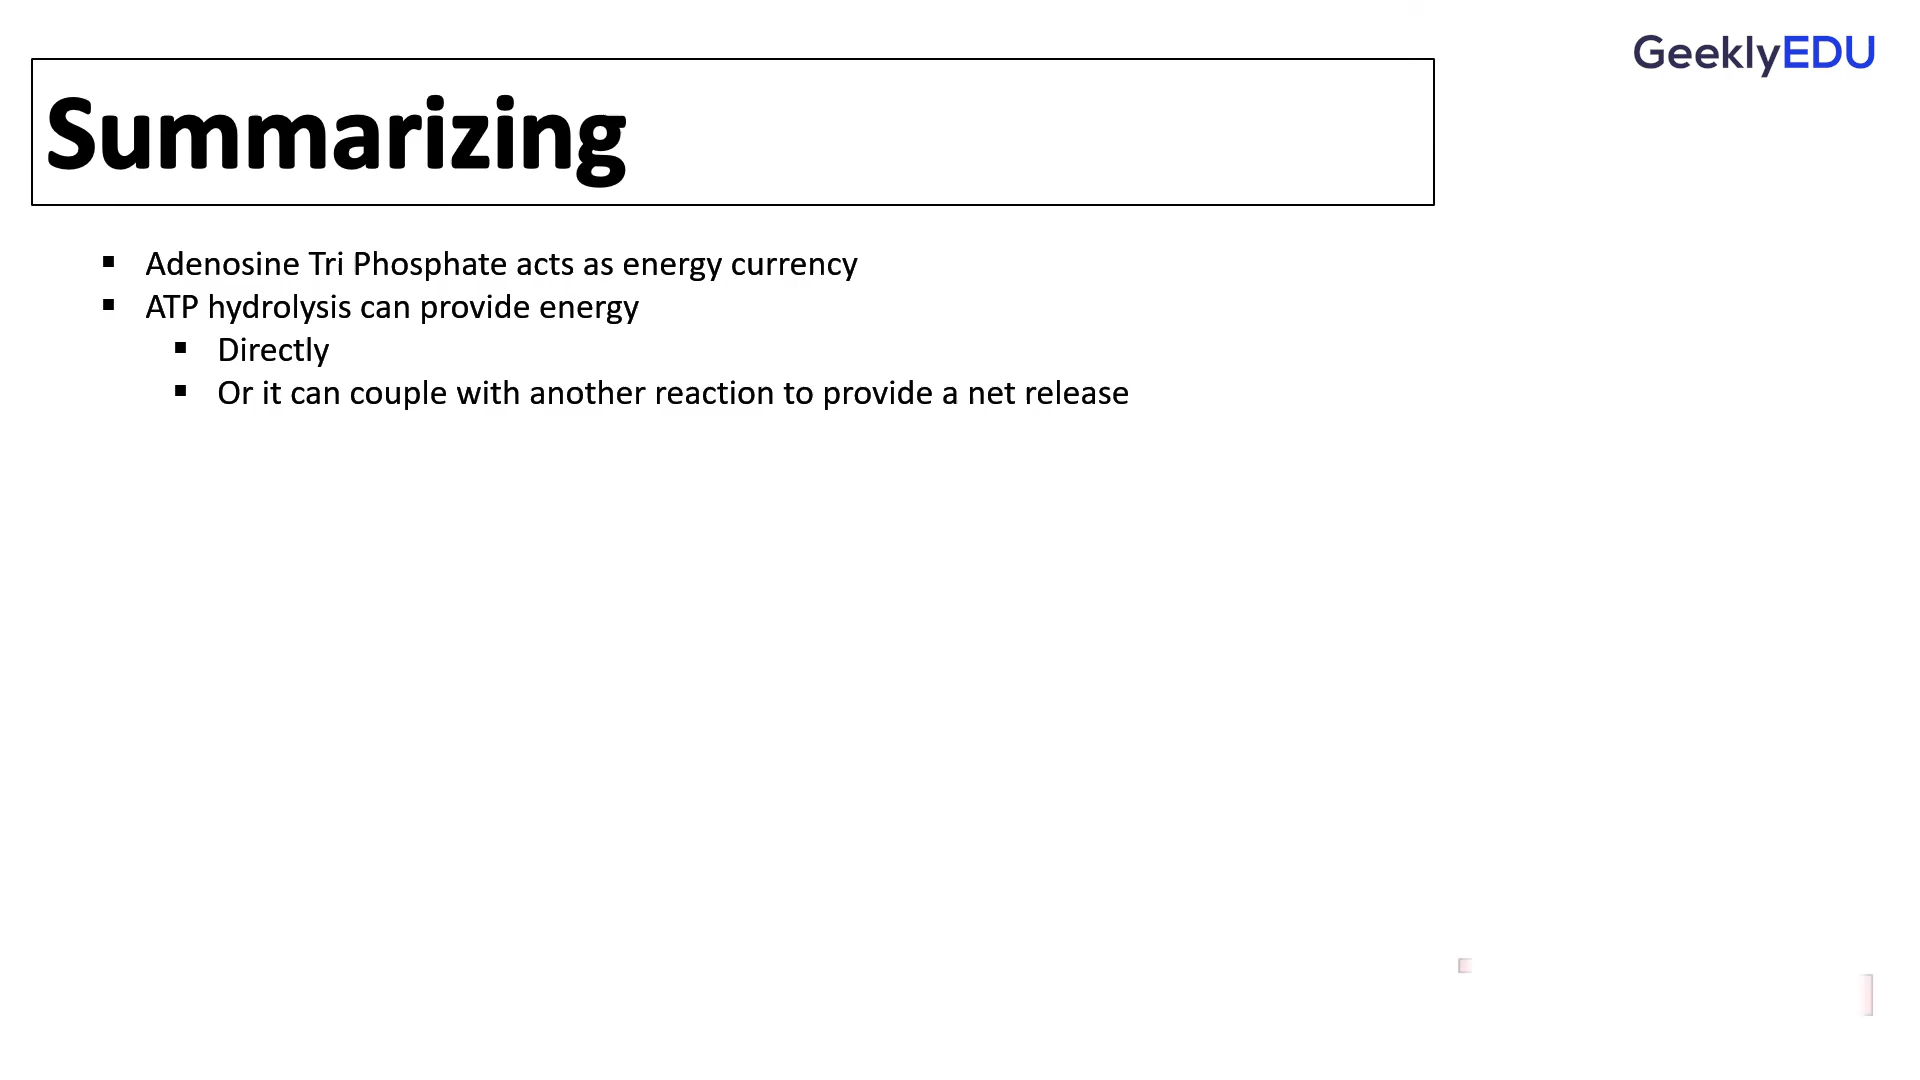 GeeklyEDU
Summarizing
▪ Adenosine Tri Phosphate acts as energy currency
▪ ATP hydrolysis can provide energy
▪ Directly
▪ Or it can couple with another reaction to provide a net release